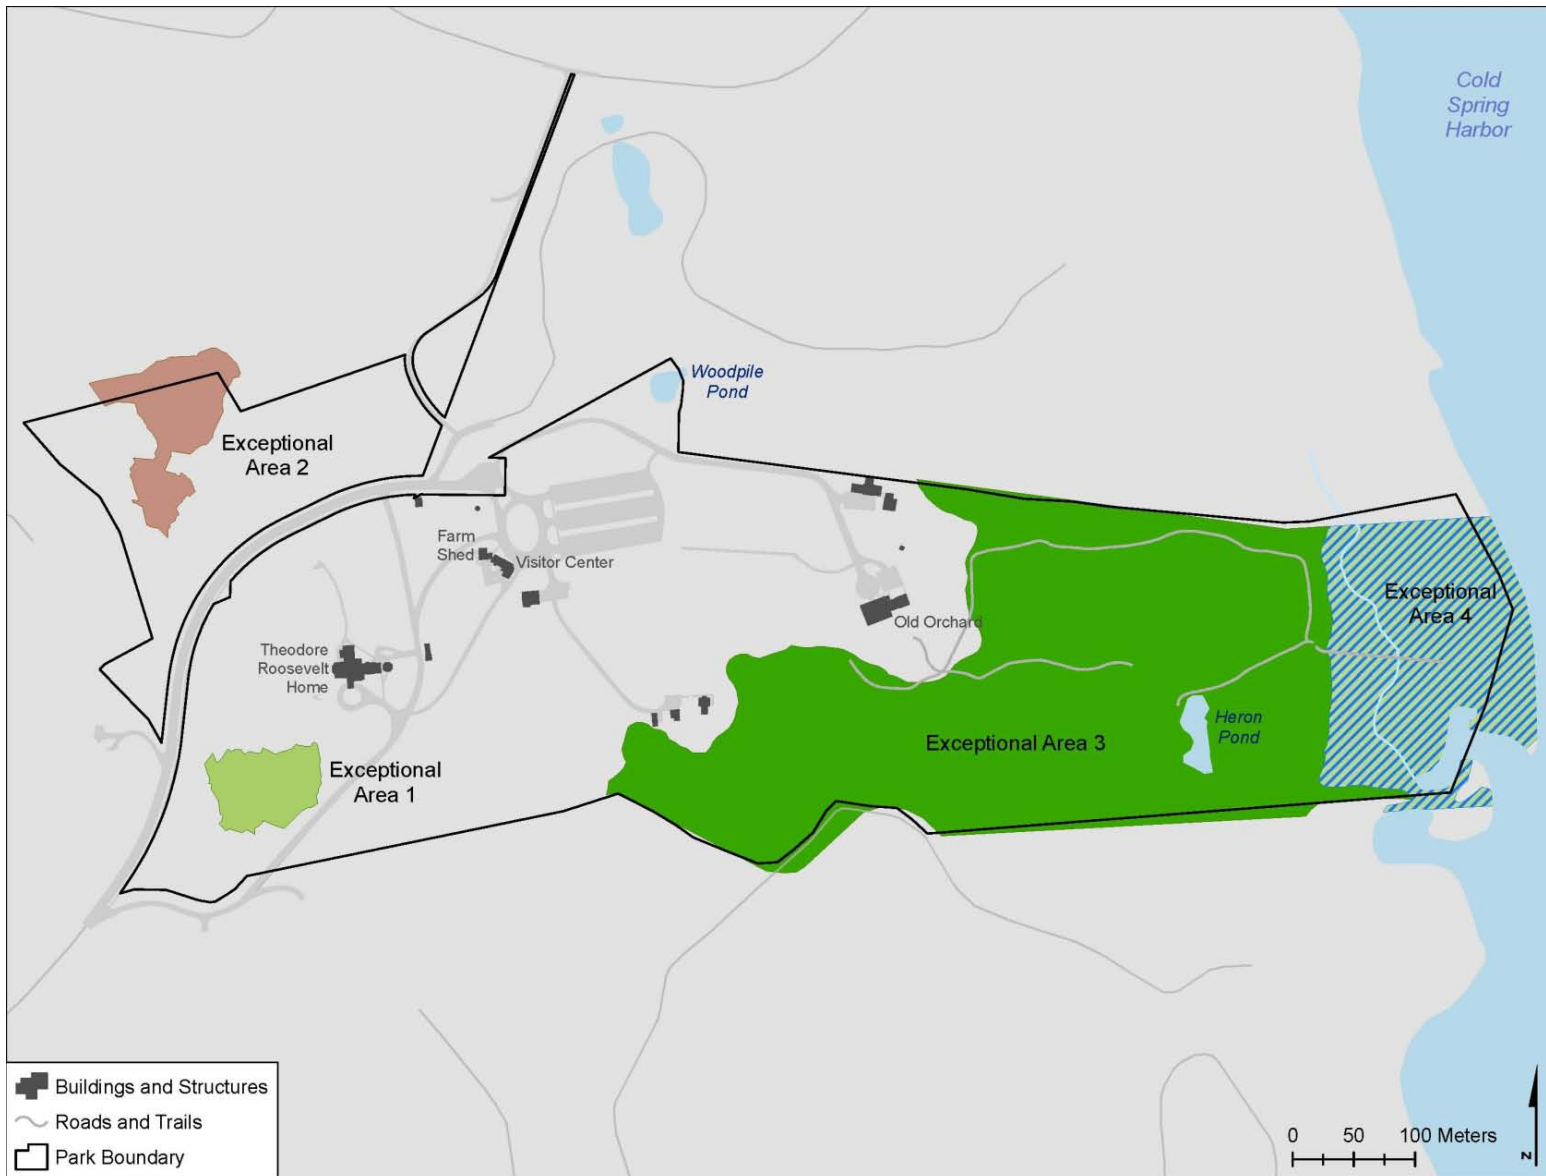 Cold
Spring
Harbor
Woodpile
Pond
Exceptional
Area 2
Farm
Shed
Visitor Center
Exceptional
Area 4
Old Orchard
Theodore
Roosevelt
Home
Heron
Pond
Exceptional Area 3
Exceptional
Area 1
Buildings and Structures
Roads and Trails
Park Boundary
0 50 100 Meters
N